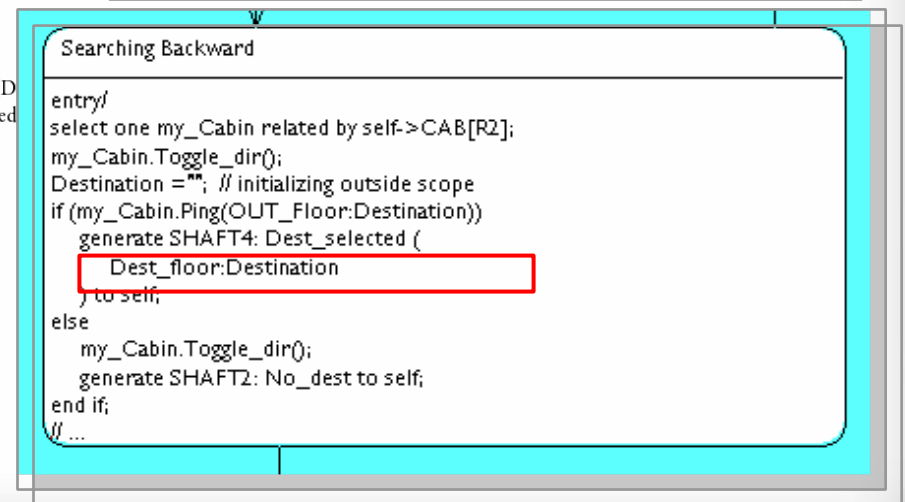 Searching Backward
D
ed
entry/
select one my_Cabin related by self->CAB[R2];
my_Cabin.Toggle_dir();
Destination =""; // initializing outside scope
if (my_Cabin.Ping(OUT_Floor:Destination))
generate SHAFT4: Dest_selected (
Dest_floor:Destination
) to self;
else
my_Cabin.Toggle_dir();
generate SHAFT2: No_dest to self;
end if;
// ...